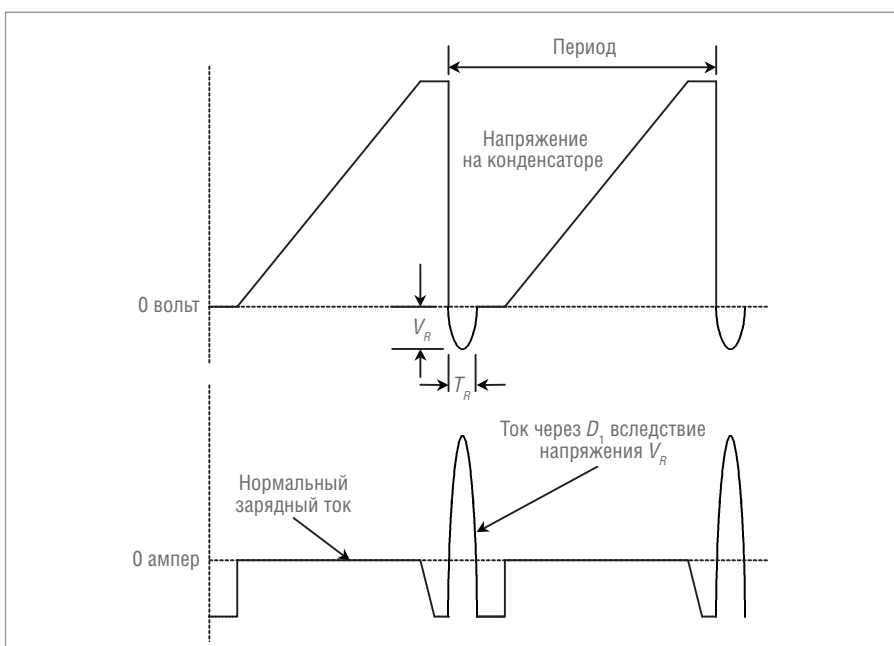 Период
Напряжение
на конденсаторе
0 вольт
V_R
T_R
Ток через D_1 вследствие
напряжения V_R
Нормальный
зарядный ток
0 ампер